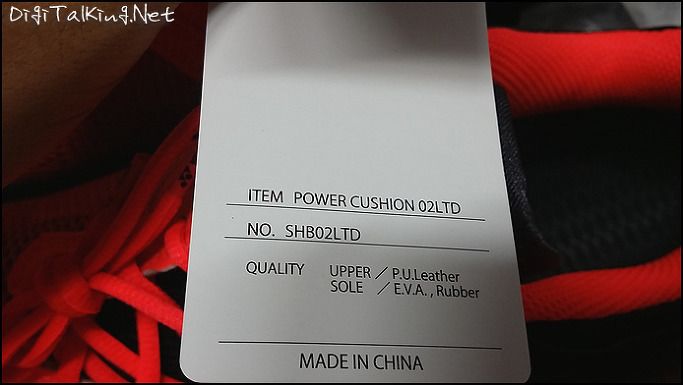 DigiTalKing.Net
ITEM POWER CUSHION 02LTD
NO. SHB02LTD
QUALITY UPPER / P.U.Leather
SOLE / E.V.A. , Rubber
MADE IN CHINA